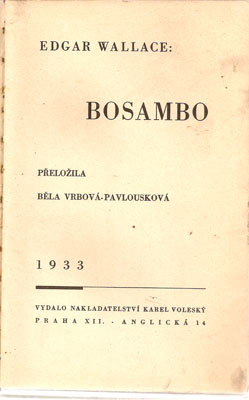 EDGAR WALLACE:
BOSAMBO
PŘELOŽILA
BĚLA VRBOVÁ-PAVLOUSKOVÁ
1933
VYDALO NAKLADATELSTVÍ KAREL VOLESKÝ
PRAHA XII. - ANGLICKÁ 14